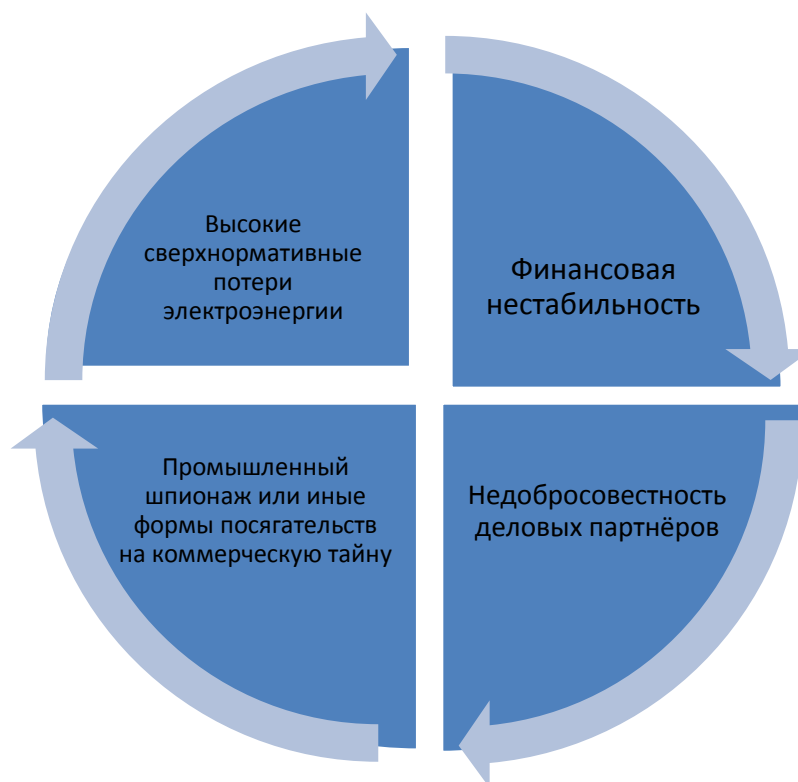 Высокие
сверхнормативные
потери
электроэнергии
Финансовая
нестабильность
Промышленный
шпионаж или иные
формы посягательств
на коммерческую тайну
Недобросовестность
деловых партнёров